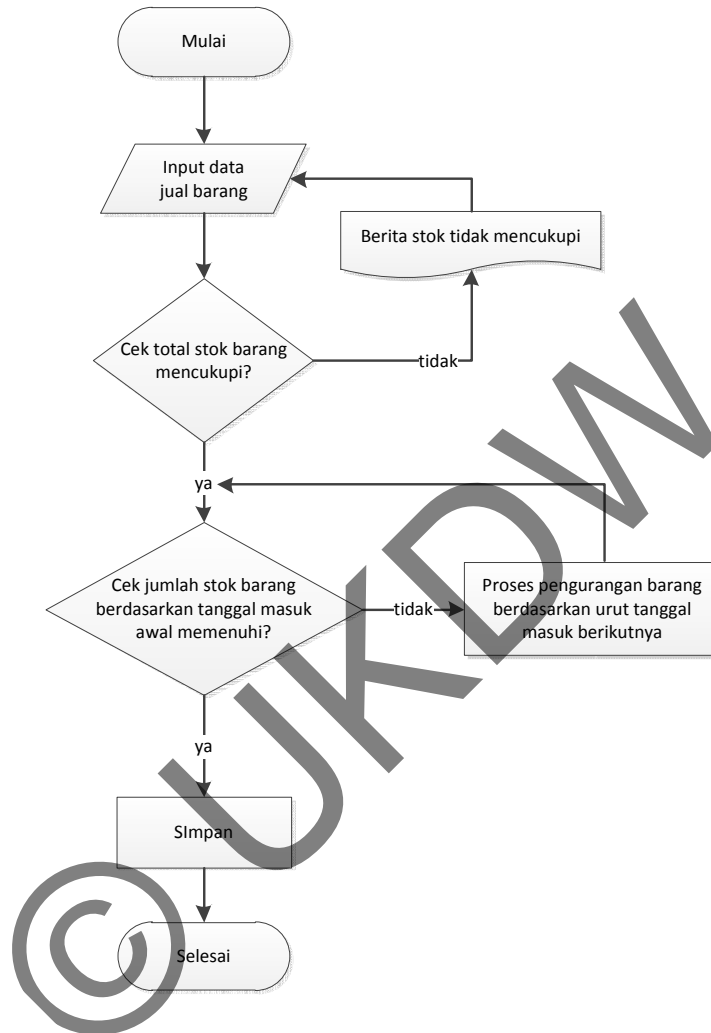 Mulai
Input data
jual barang
Berita stok tidak mencukupi
Cek total stok barang
mencukupi?
tidak
ya
Cek jumlah stok barang
berdasarkan tanggal masuk
awal memenuhi?
tidak
Proses pengurangan barang
berdasarkan urut tanggal
masuk berikutnya
ya
SImpan
Selesai
© UKDW